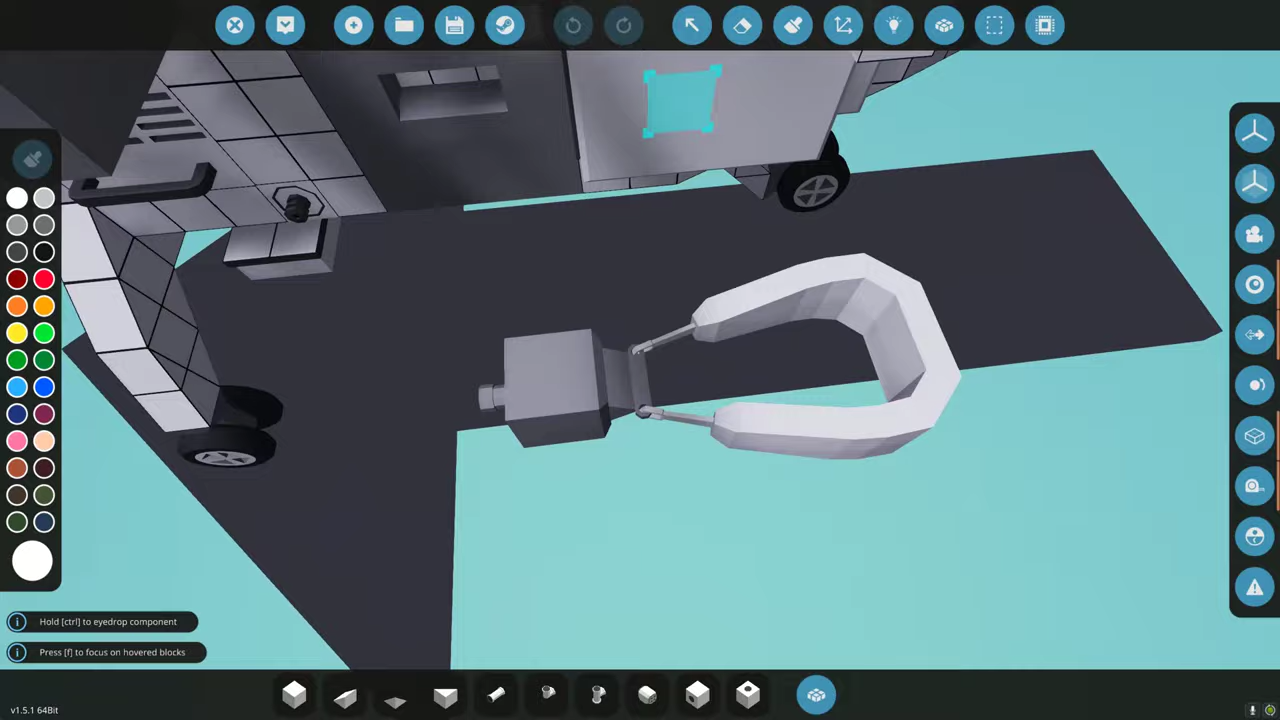 Hold [ctrl] to eyedrop component
Press [f] to focus on hovered blocks
v1.5.1 64Bit